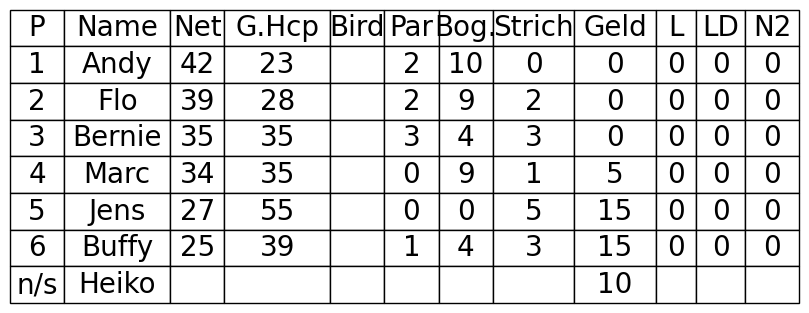 P Name Net G.Hcp Bird Par Bog. Strich Geld L LD N2
1 Andy 42 23 2 10 0 0 0 0 0
2 Flo 39 28 2 9 2 0 0 0 0
3 Bernie 35 35 3 4 3 0 0 0 0
4 Marc 34 35 0 9 1 5 0 0 0
5 Jens 27 55 0 0 5 15 0 0 0
6 Buffy 25 39 1 4 3 15 0 0 0
n/s Heiko 10